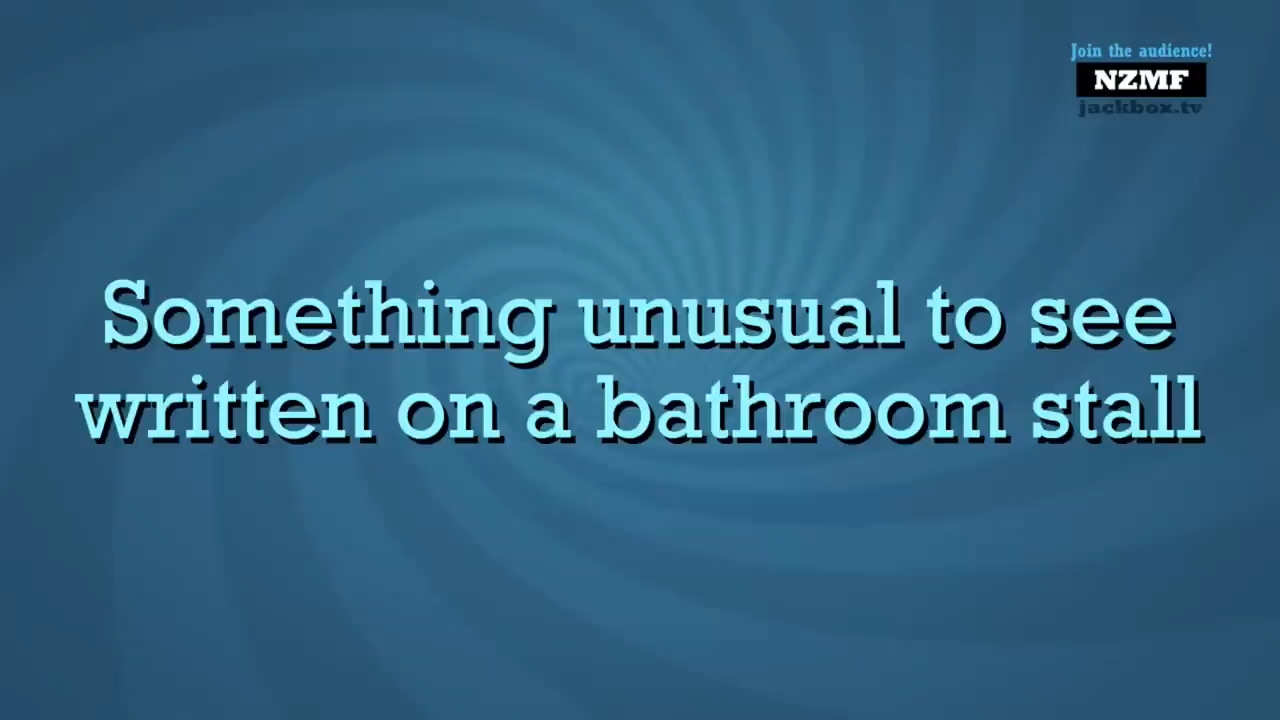 Join the audience!
NZMF
jackbox.tv
Something unusual to see
written on a bathroom stall